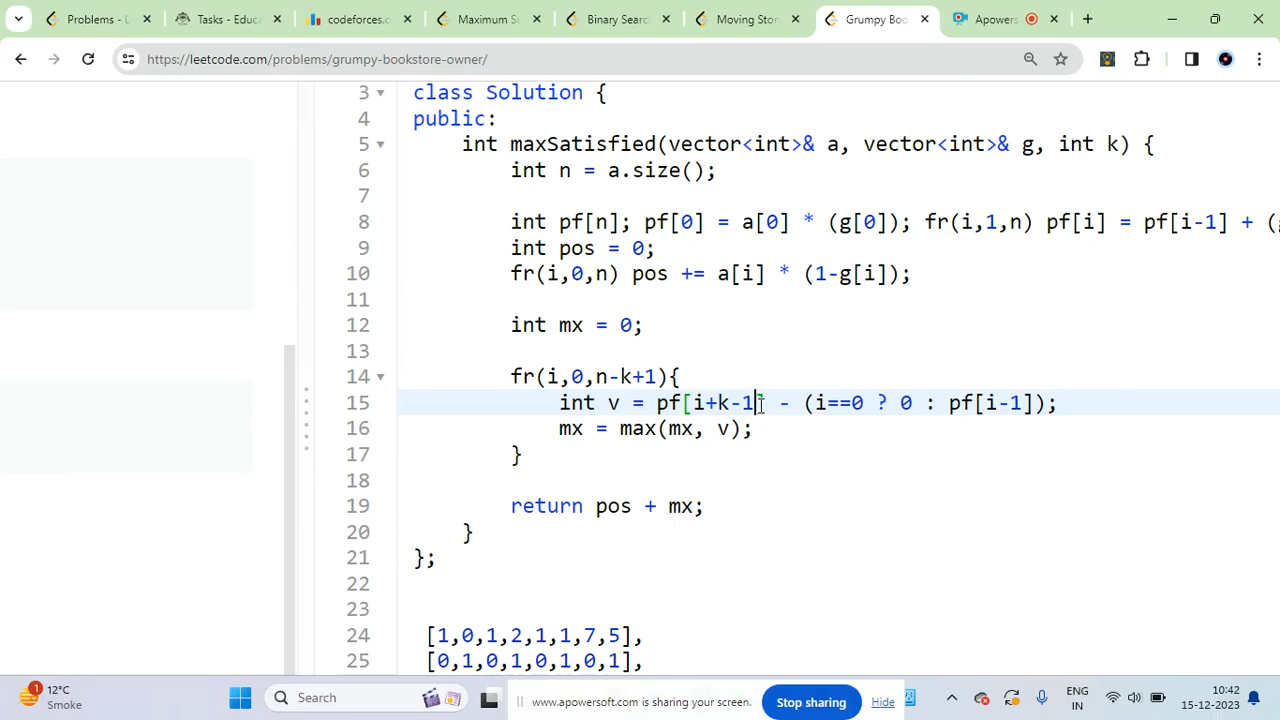 Problems - L
Tasks - Educa
codeforces.c
Maximum Su
Binary Searc
Moving Ston
Grumpy Boo
Apowers
https://leetcode.com/problems/grumpy-bookstore-owner/
3 class Solution {
4 public:
5 int maxSatisfied(vector<int>& a, vector<int>& g, int k) {
6 int n = a.size();
7
8 int pf[n]; pf[0] = a[0] * (g[0]); fr(i,1,n) pf[i] = pf[i-1] + (g
9 int pos = 0;
10 fr(i,0,n) pos += a[i] * (1-g[i]);
11
12 int mx = 0;
13
14 fr(i,0,n-k+1){
15 int v = pf[i+k-1] - (i==0 ? 0 : pf[i-1]);
16 mx = max(mx, v);
17 }
18
19 return pos + mx;
20 }
21 };
22
23
24 [1,0,1,2,1,1,7,5],
25 [0,1,0,1,0,1,0,1],
1
12°C
Smoke
Search
www.apowersoft.com is sharing your screen.
Stop sharing
Hide
ENG
IN
10:42
15-12-2023